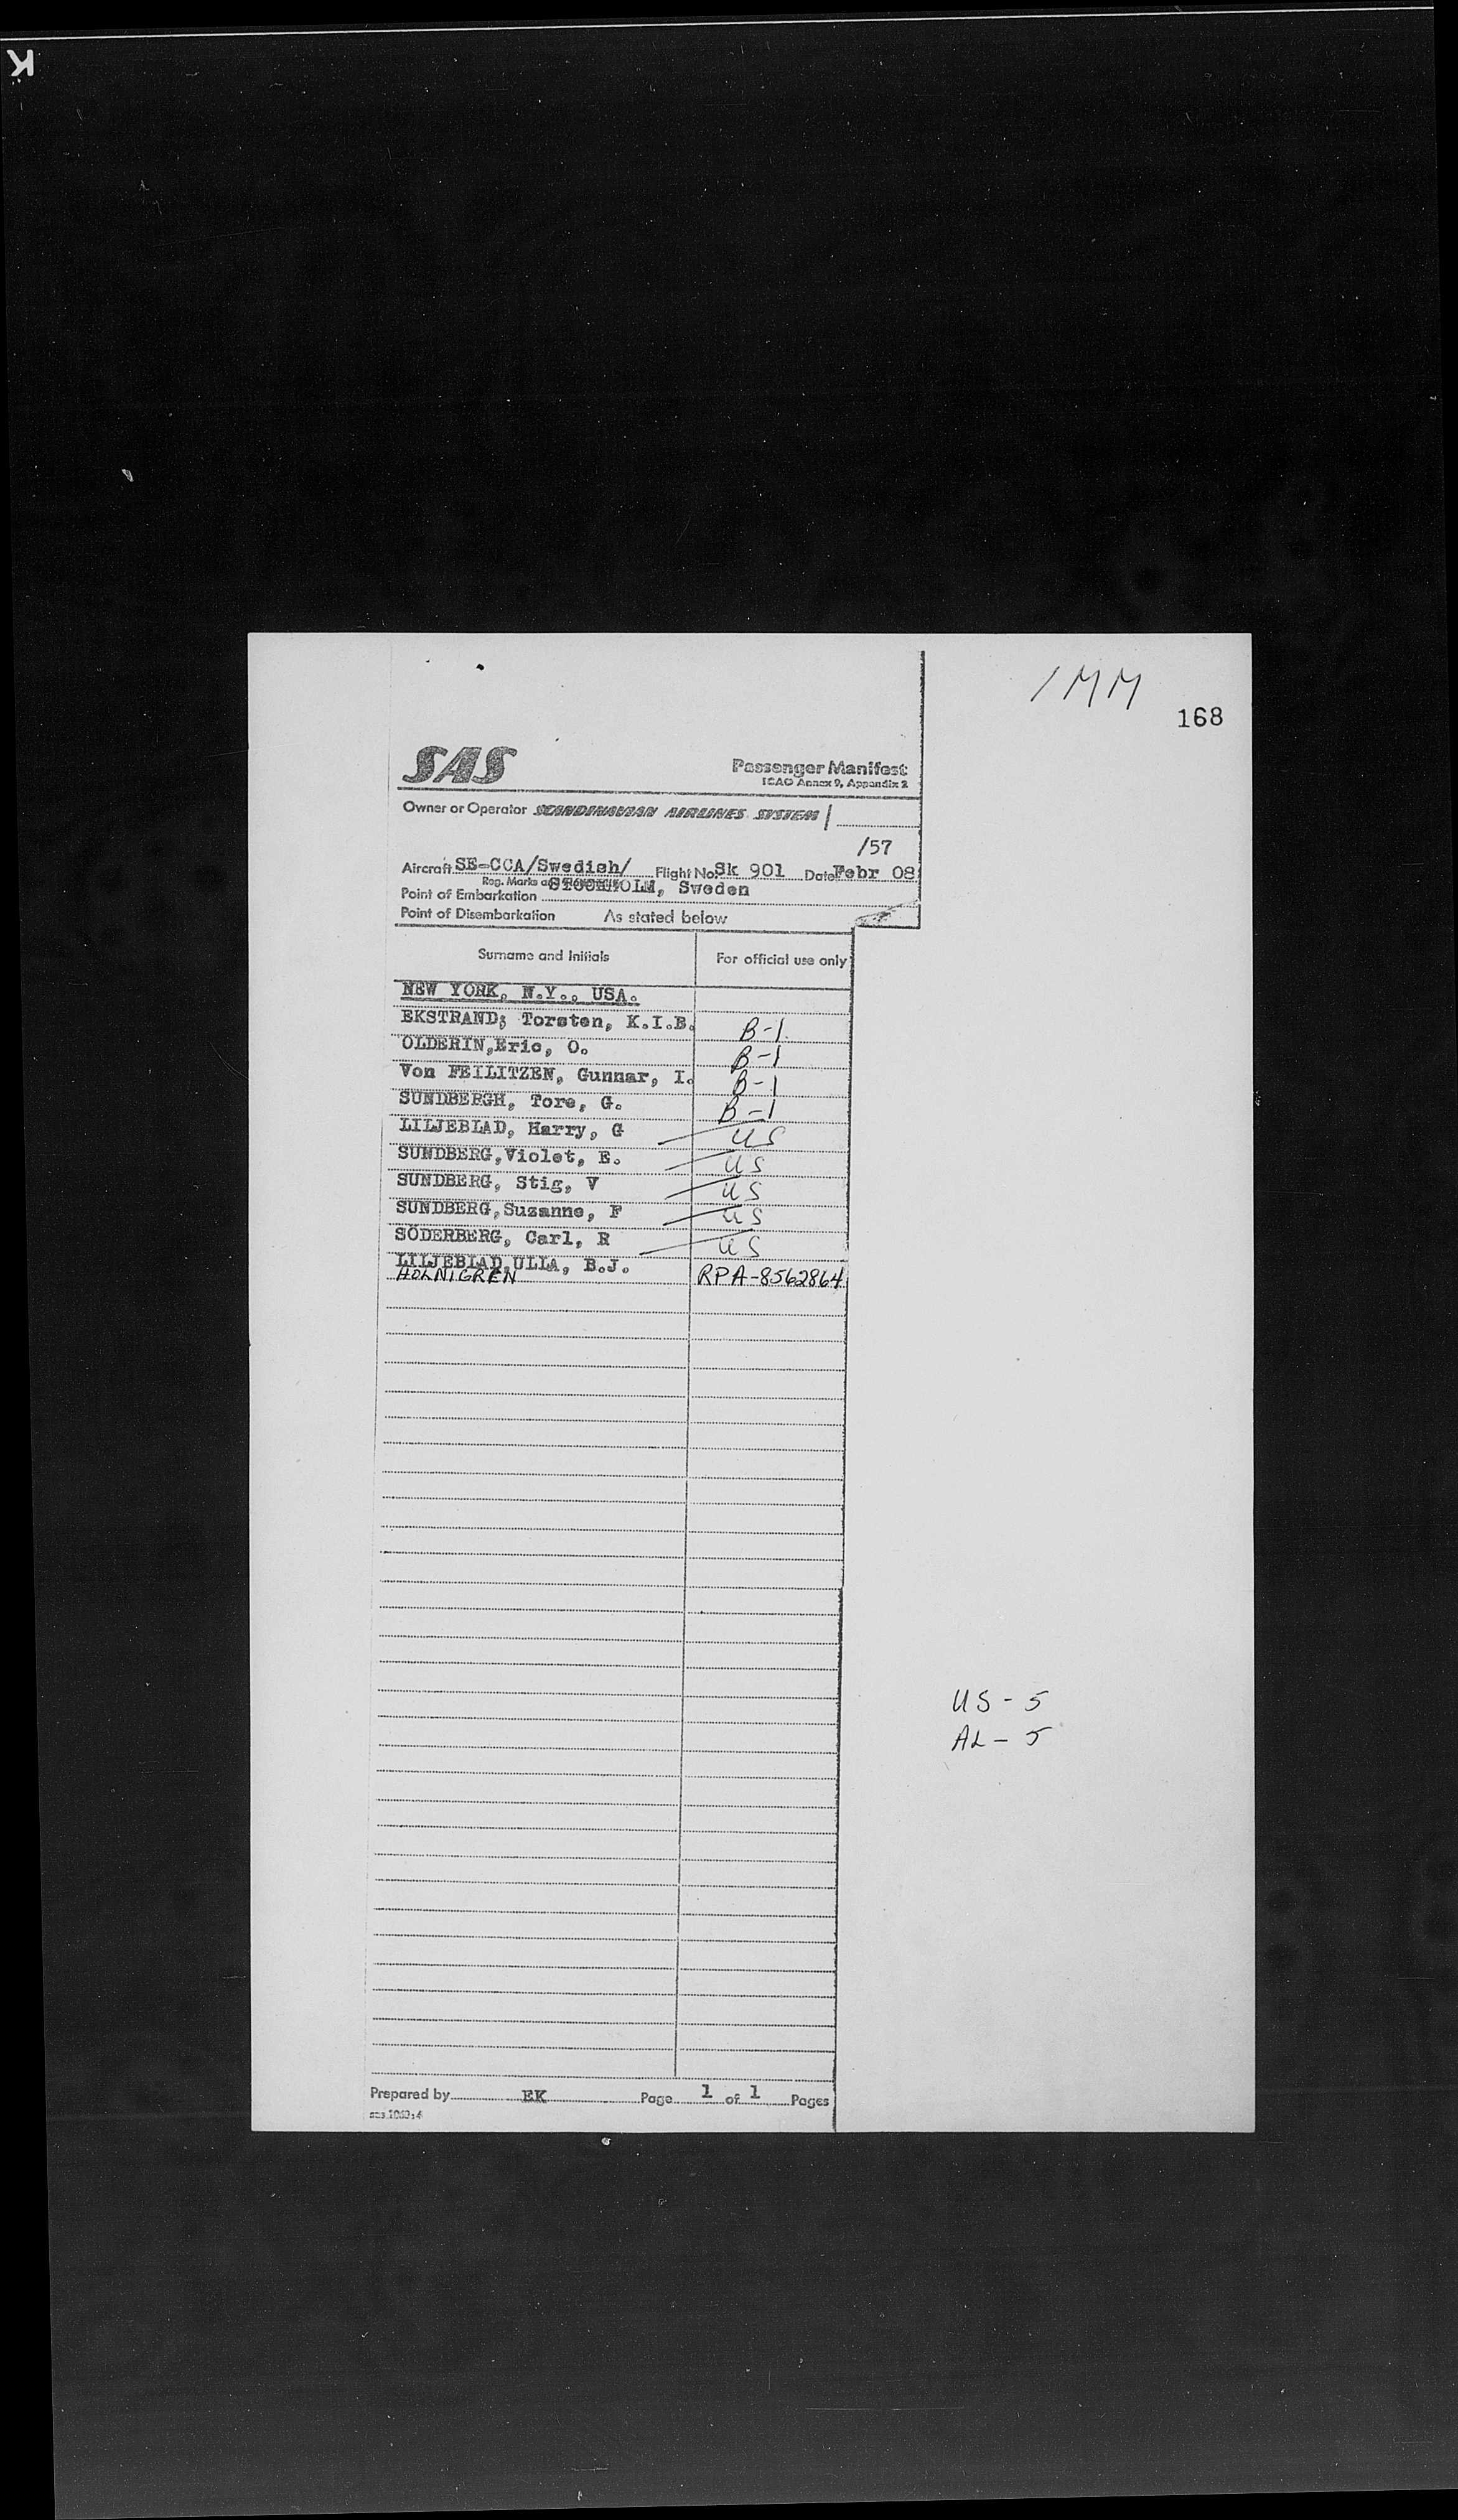 K
/MM
168
SAS
Passenger Manifest
ICAO Annex 9, Appendix 2
Owner or Operator SCANDINAVIAN AIRLINES SYSTEM
/57
Aircraft SE-CCA/Swedish/ Flight No. Sk 901 Date Febr 08
Reg. Marks
Point of Embarkation STOCKHOLM, Sweden
Point of Disembarkation As stated below
Surname and Initials For official use only
NEW YORK, N.Y., USA.
EKSTRAND; Torsten, K.I.B. B-1
OLDERIN,Eric, O. B-1
Von FEILITZEN, Gunnar, I. B-1
SUNDBERGH, Tore, G. B-1
LILJEBLAD, Harry, G US
SUNDBERG,Violet, E. US
SUNDBERG, Stig, V US
SUNDBERG,Suzanne, F US
SÖDERBERG, Carl, R US
LILJEBLAD,ULLA, B.J.
HOLNIGREN RPA-8562864
US - 5
AL - 5
Prepared by EK Page 1 of 1 Pages